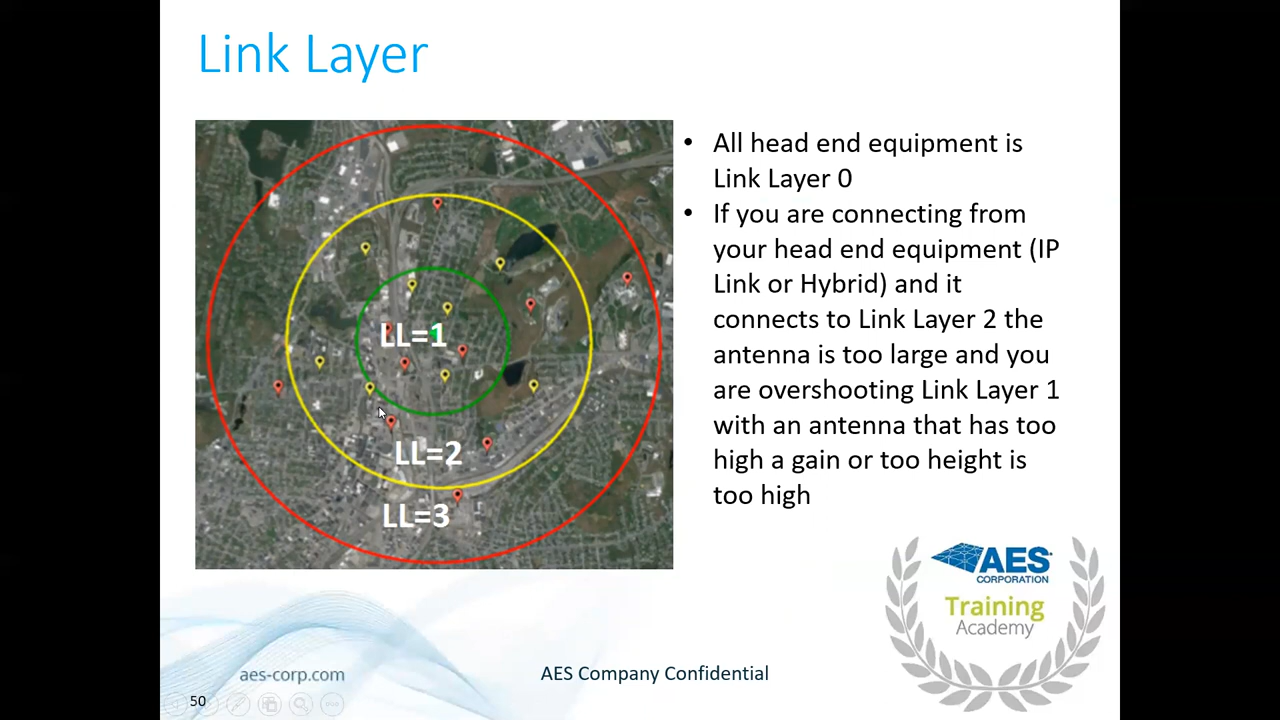 Link Layer
LL=1
LL=2
LL=3
• All head end equipment is
Link Layer 0
• If you are connecting from
your head end equipment (IP
Link or Hybrid) and it
connects to Link Layer 2 the
antenna is too large and you
are overshooting Link Layer 1
with an antenna that has too
high a gain or too height is
too high
AES
CORPORATION
Training
Academy
aes-corp.com
AES Company Confidential
50